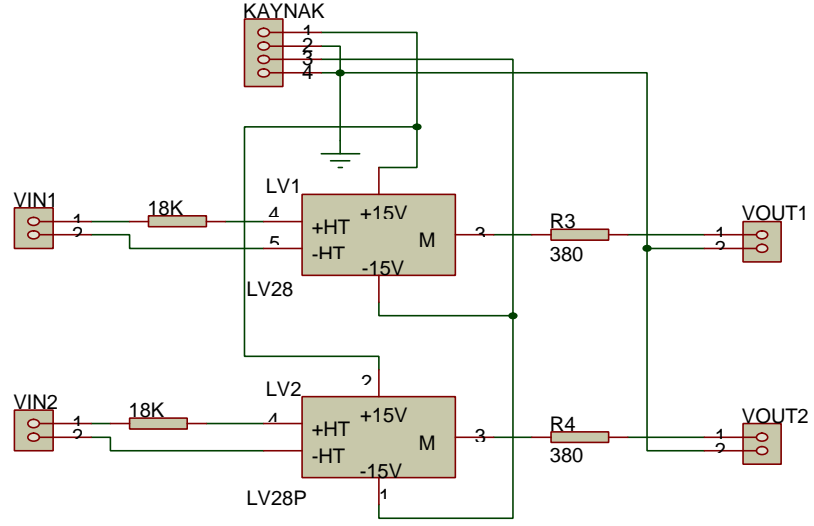 KAYNAK
1
2
3
4
VIN1
1
2
18K
4
5
LV1
+15V
+HT
-HT
M
-15V
LV28
3
R3
380
VOUT1
1
2
VIN2
1
2
18K
4
2
LV2
+15V
+HT
-HT
M
-15V
LV28P
1
3
R4
380
VOUT2
1
2